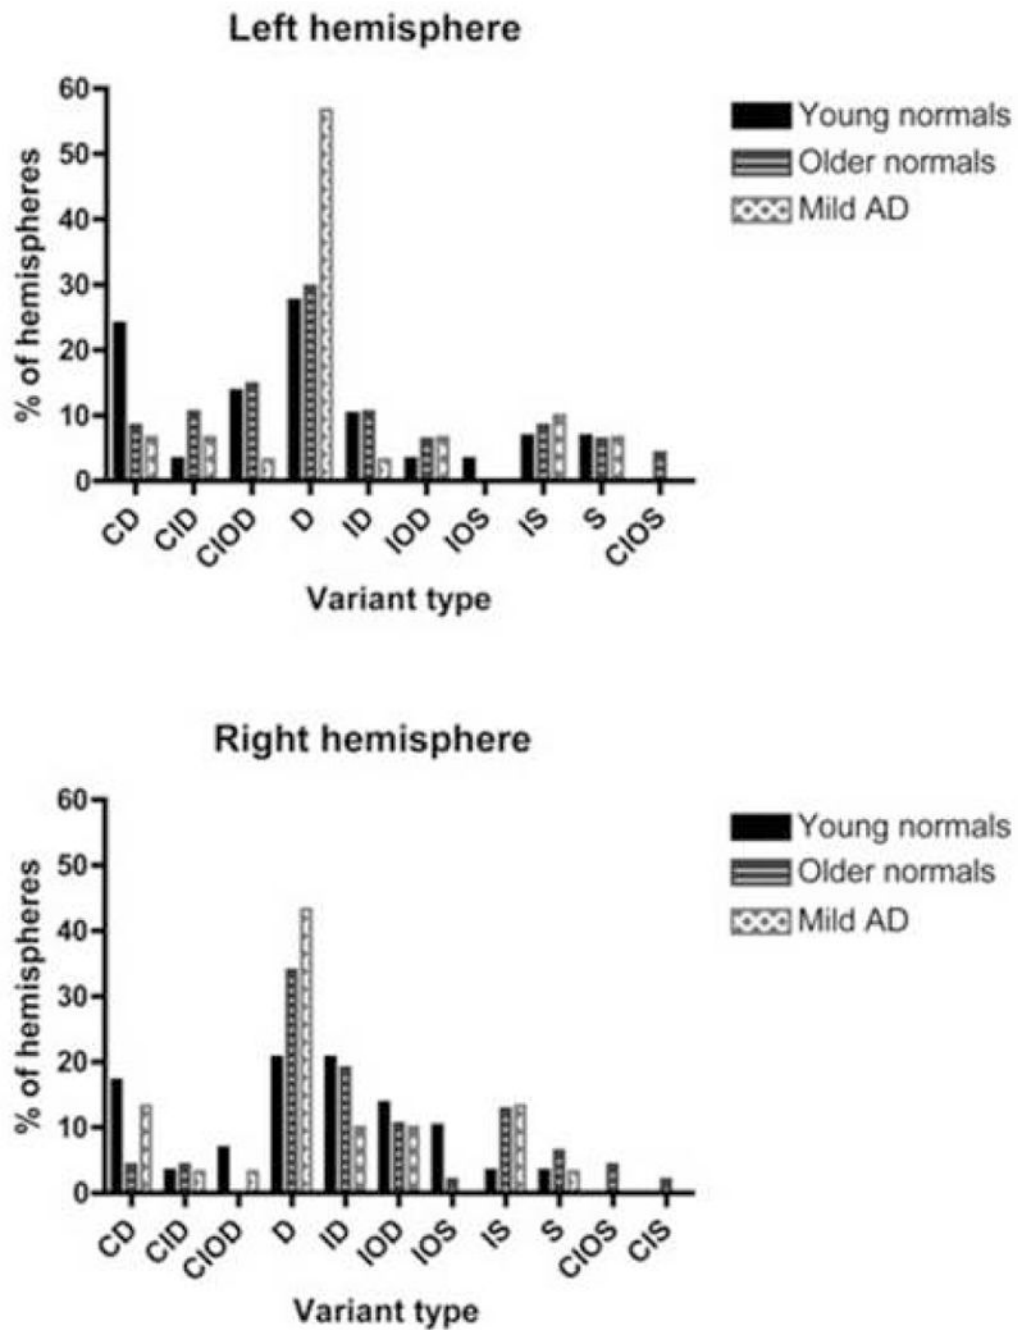 Left hemisphere
60
50
40
30
20
10
0
% of hemispheres
Young normals
Older normals
Mild AD
CD CID CIOD D ID IOD IOS IS S CIOS
Variant type
Right hemisphere
60
50
40
30
20
10
0
% of hemispheres
Young normals
Older normals
Mild AD
CD CID CIOD D ID IOD IOS IS S CIOS CIS
Variant type